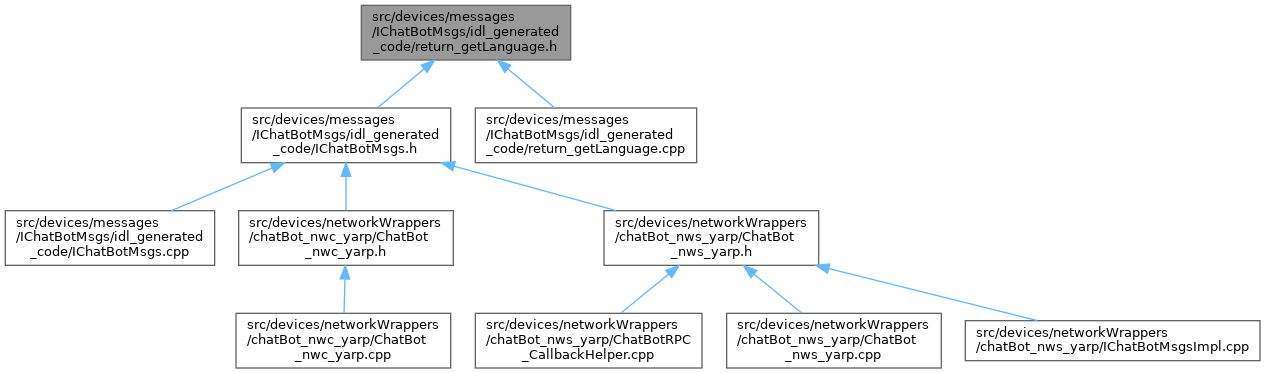 src/devices/messages
/IChatBotMsgs/idl_generated
_code/return_getLanguage.h
src/devices/messages
/IChatBotMsgs/idl_generated
_code/IChatBotMsgs.h
src/devices/messages
/IChatBotMsgs/idl_generated
_code/return_getLanguage.cpp
src/devices/messages
/IChatBotMsgs/idl_generated
_code/IChatBotMsgs.cpp
src/devices/networkWrappers
/chatBot_nwc_yarp/ChatBot
_nwc_yarp.h
src/devices/networkWrappers
/chatBot_nws_yarp/ChatBot
_nws_yarp.h
src/devices/networkWrappers
/chatBot_nwc_yarp/ChatBot
_nwc_yarp.cpp
src/devices/networkWrappers
/chatBot_nws_yarp/ChatBotRPC
_CallbackHelper.cpp
src/devices/networkWrappers
/chatBot_nws_yarp/ChatBot
_nws_yarp.cpp
src/devices/networkWrappers
/chatBot_nws_yarp/IChatBotMsgsImpl.cpp